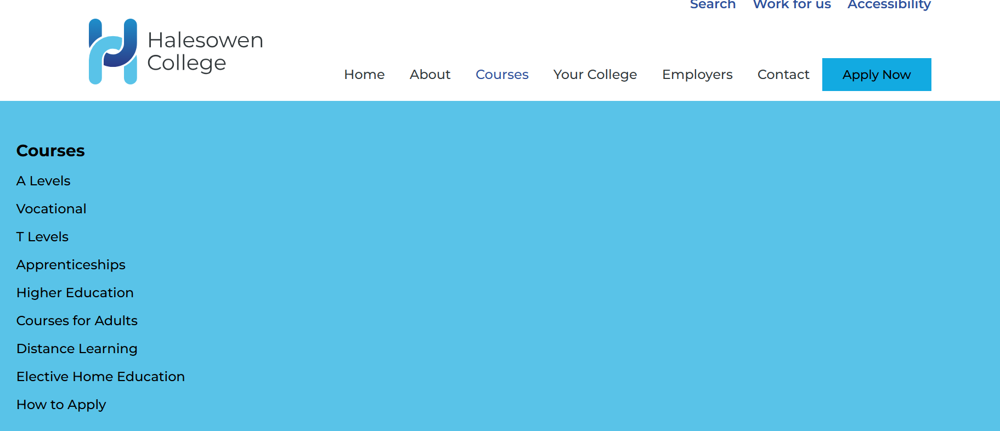 Search Work for us Accessibility
Halesowen
College
Home About Courses Your College Employers Contact Apply Now
Courses
A Levels
Vocational
T Levels
Apprenticeships
Higher Education
Courses for Adults
Distance Learning
Elective Home Education
How to Apply